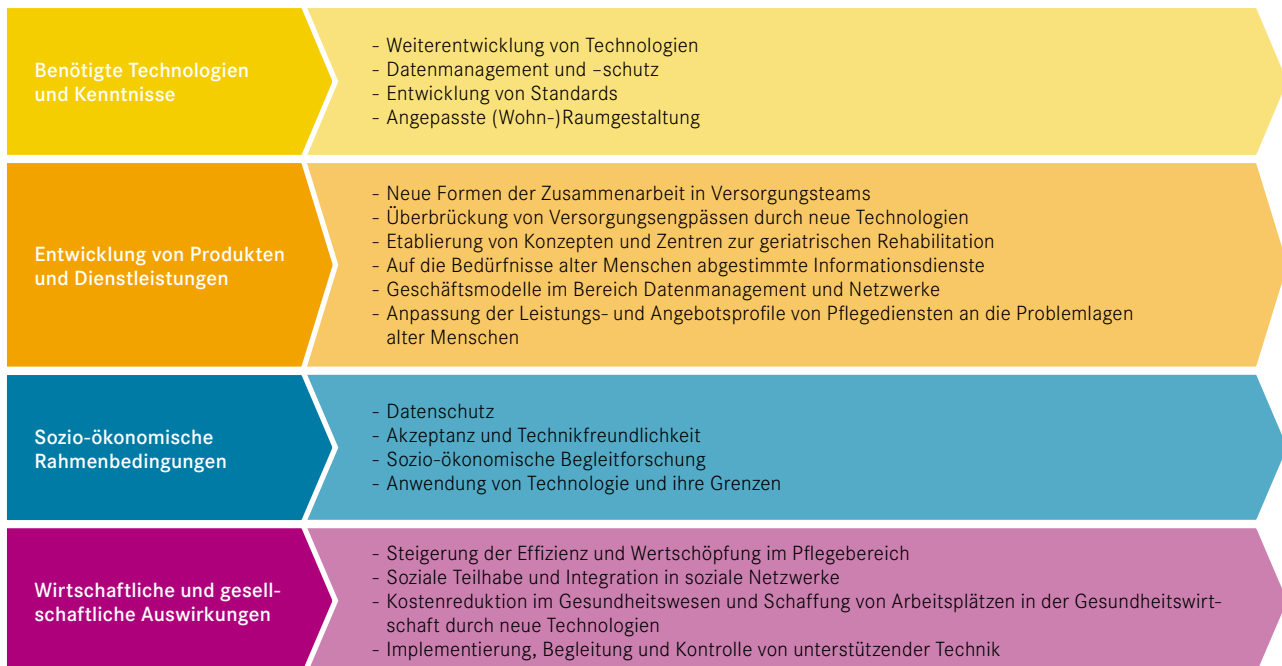 Benötigte Technologien
und Kenntnisse
- Weiterentwicklung von Technologien
- Datenmanagement und –schutz
- Entwicklung von Standards
- Angepasste (Wohn-)Raumgestaltung
Entwicklung von Produkten
und Dienstleistungen
- Neue Formen der Zusammenarbeit in Versorgungsteams
- Überbrückung von Versorgungsengpässen durch neue Technologien
- Etablierung von Konzepten und Zentren zur geriatrischen Rehabilitation
- Auf die Bedürfnisse alter Menschen abgestimmte Informationsdienste
- Geschäftsmodelle im Bereich Datenmanagement und Netzwerke
- Anpassung der Leistungs- und Angebotsprofile von Pflegediensten an die Problemlagen
alter Menschen
Sozio-ökonomische
Rahmenbedingungen
- Datenschutz
- Akzeptanz und Technikfreundlichkeit
- Sozio-ökonomische Begleitforschung
- Anwendung von Technologie und ihre Grenzen
Wirtschaftliche und gesell-
schaftliche Auswirkungen
- Steigerung der Effizienz und Wertschöpfung im Pflegebereich
- Soziale Teilhabe und Integration in soziale Netzwerke
- Kostenreduktion im Gesundheitswesen und Schaffung von Arbeitsplätzen in der Gesundheitswirt-
schaft durch neue Technologien
- Implementierung, Begleitung und Kontrolle von unterstützender Technik